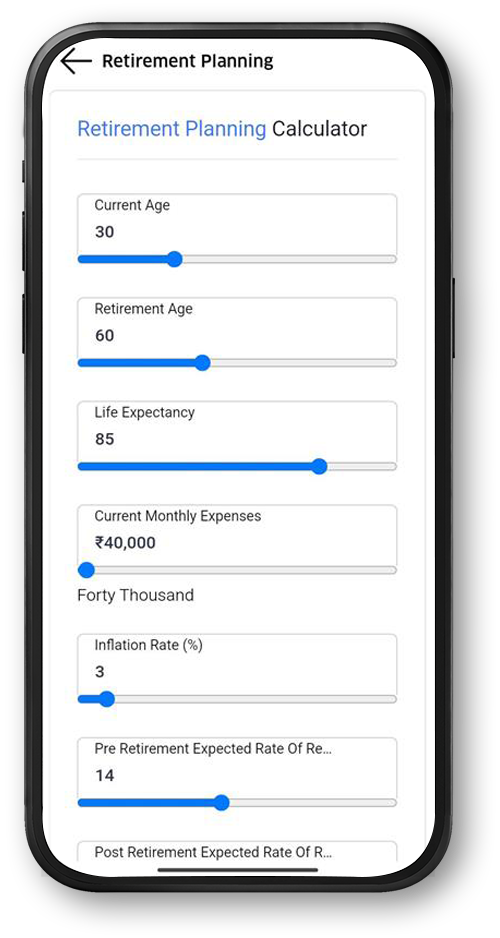 Retirement Planning
Retirement Planning Calculator
Current Age
30
Retirement Age
60
Life Expectancy
85
Current Monthly Expenses
₹40,000
Forty Thousand
Inflation Rate (%)
3
Pre Retirement Expected Rate Of Re...
14
Post Retirement Expected Rate Of R...